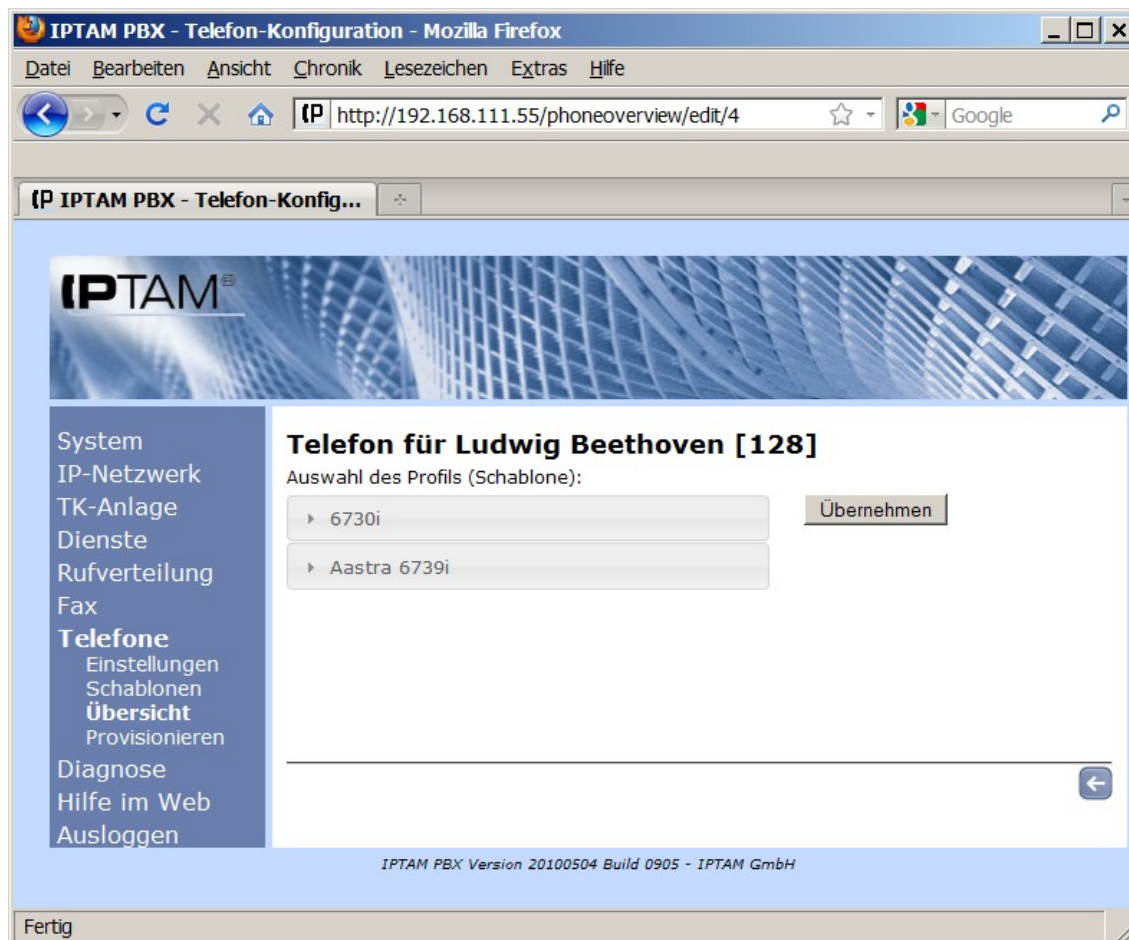 IPTAM PBX - Telefon-Konfiguration - Mozilla Firefox
Datei Bearbeiten Ansicht Chronik Lesezeichen Extras Hilfe
http://192.168.111.55/phoneoverview/edit/4 Google
IPTAM PBX - Telefon-Konfig...
IPTAM®
System
IP-Netzwerk
TK-Anlage
Dienste
Rufverteilung
Fax
Telefone
Einstellungen
Schablonen
Übersicht
Provisionieren
Diagnose
Hilfe im Web
Ausloggen
Telefon für Ludwig Beethoven [128]
Auswahl des Profils (Schablone):
6730i
Übernehmen
Aastra 6739i
IPTAM PBX Version 20100504 Build 0905 - IPTAM GmbH
Fertig